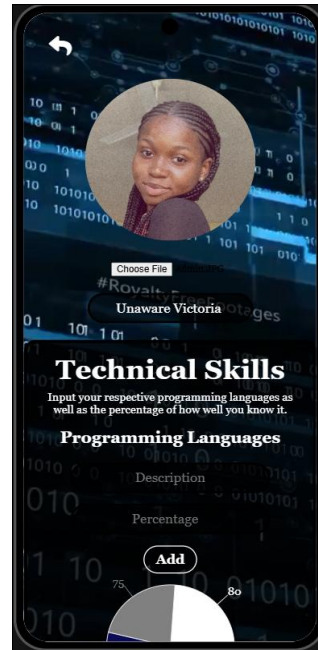 Choose File
#RoyaltyFreeFootages
Unaware Victoria
Technical Skills
Input your respective programming languages as
well as the percentage of how well you know it.
Programming Languages
Description
Percentage
Add
75
80